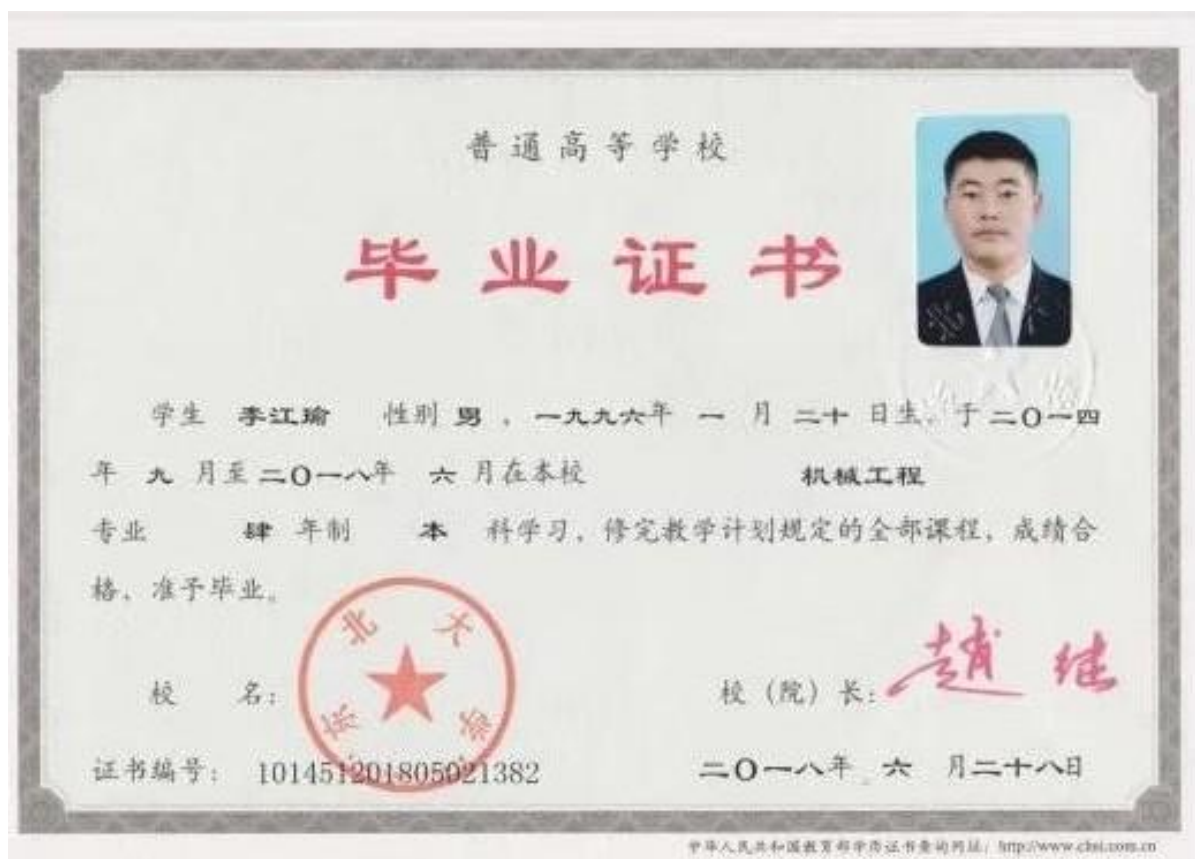 普通高等学校
毕业证书
学生 李江瑜 性别 男 ，一九九六年 一 月 二十 日生，于 二〇一四
年 九 月至 二〇一八年 六 月在本校 机械工程
专业 肆 年制 本 科学习，修完教学计划规定的全部课程，成绩合
格，准予毕业。
东北大学
校 名：
校（院）长：赵继
证书编号： 101451201805021382
二〇一八年 六 月二十八日
中华人民共和国教育部学历证书查询网址：http://www.chsi.com.cn